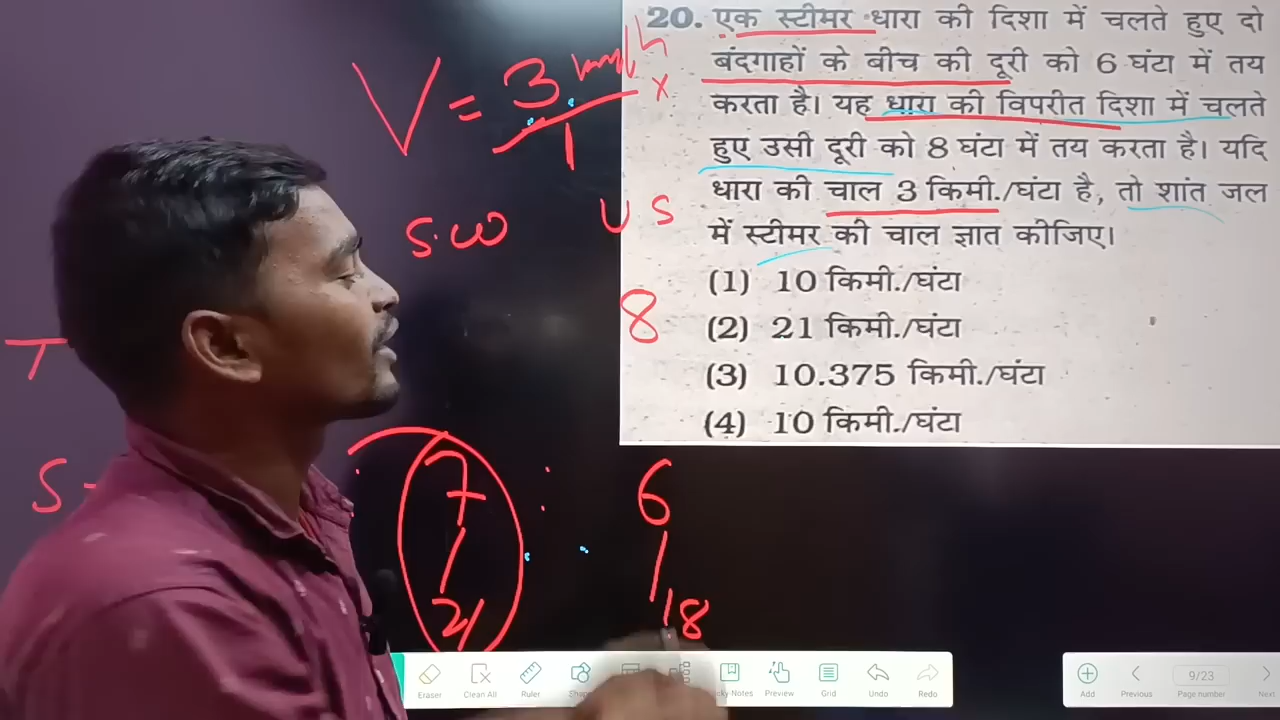 20. एक स्टीमर धारा की दिशा में चलते हुए दो
बंदगाहों के बीच की दूरी को 6 घंटा में तय
करता है। यह धारा की विपरीत दिशा में चलते
हुए उसी दूरी को 8 घंटा में तय करता है। यदि
धारा की चाल 3 किमी./घंटा है, तो शांत जल
में स्टीमर की चाल ज्ञात कीजिए।
(1) 10 किमी./घंटा
(2) 21 किमी./घंटा
(3) 10.375 किमी./घंटा
(4) 10 किमी./घंटा
V = 3
1
S.W US
T 8
S 7 : 6
21 18
Eraser Clean All Ruler Preview Grid Undo Redo
Add Previous 9/23 Page number Next